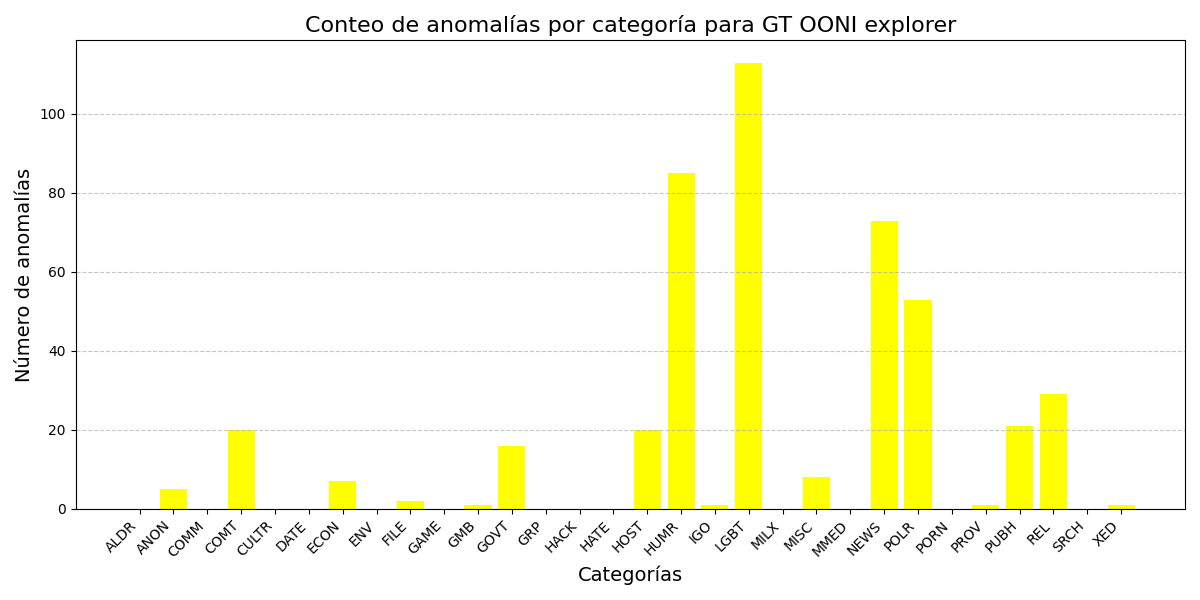 Conteo de anomalías por categoría para GT OONI explorer
Número de anomalías
100
80
60
40
20
0
ALDR ANON COMM COMT CULTR DATE ECON ENV FILE GAME GMB GOVT GRP HACK HATE HOST HUMR IGO LGBT MILX MISC MMED NEWS POLR PORN PROV PUBH REL SRCH XED
Categorías